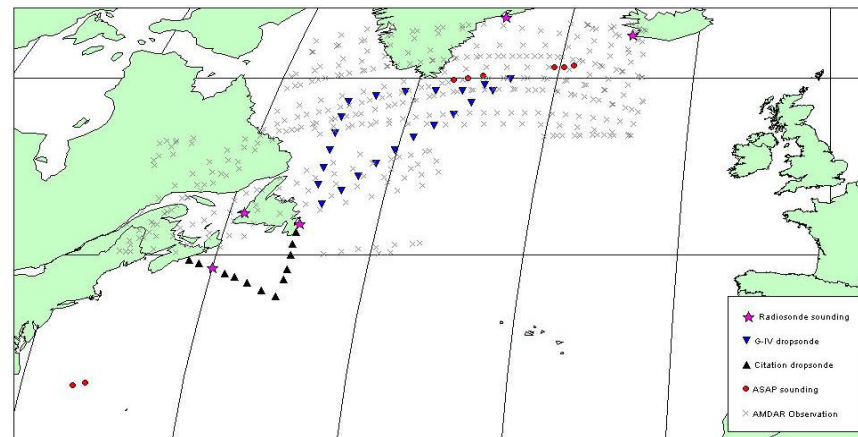 Radiosonde sounding
G-IV dropsonde
Citation dropsonde
ASAP sounding
AMDAR Observation